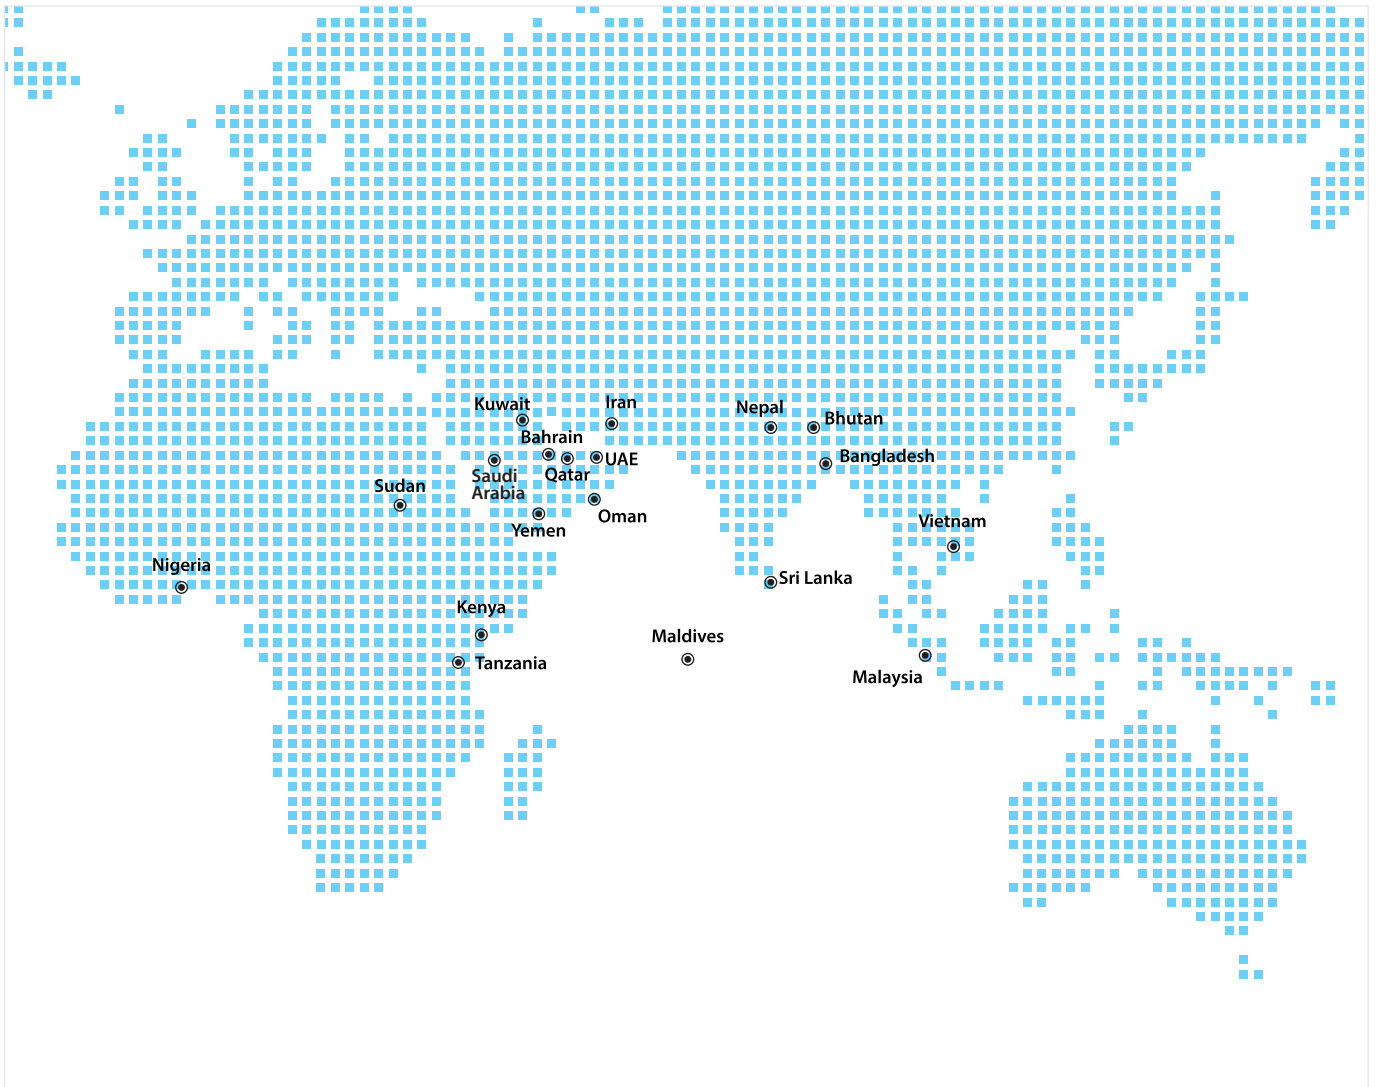 Kuwait
Iran
Nepal
Bhutan
Bahrain
Bangladesh
UAE
Saudi
Arabia
Qatar
Sudan
Oman
Yemen
Vietnam
Nigeria
Sri Lanka
Kenya
Maldives
Tanzania
Malaysia